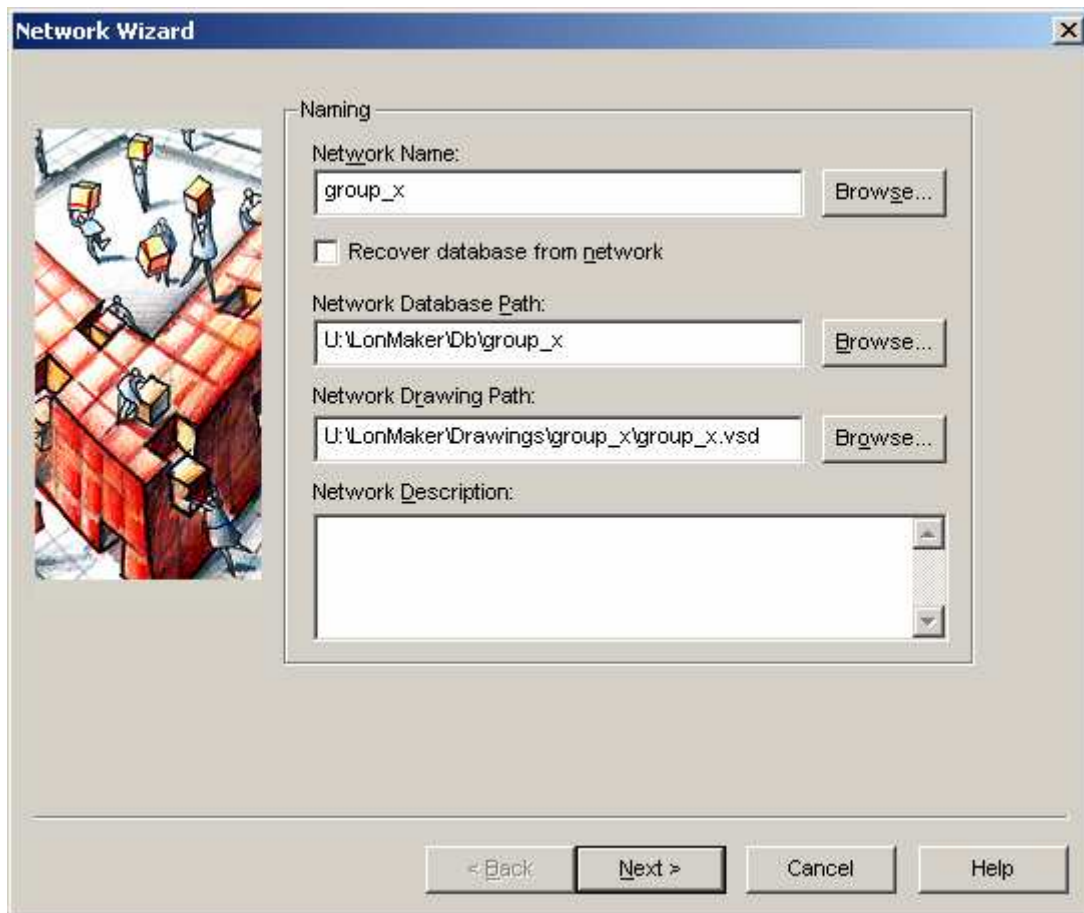 Network Wizard
Naming
Network Name:
group_x Browse...
Recover database from network
Network Database Path:
U:\LonMaker\Db\group_x Browse...
Network Drawing Path:
U:\LonMaker\Drawings\group_x\group_x.vsd Browse...
Network Description:
< Back Next > Cancel Help